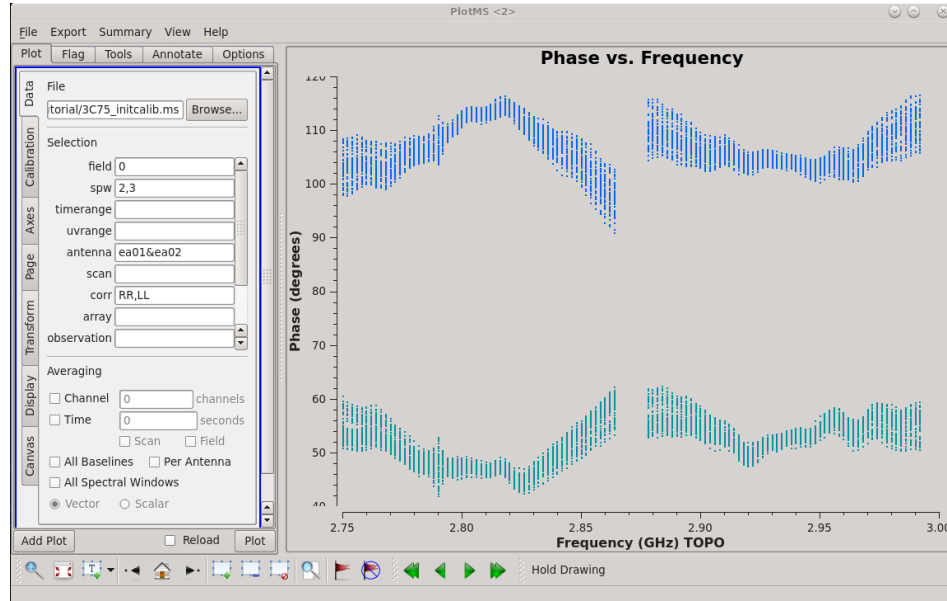 PlotMS <2>
File Export Summary View Help
Plot Flag Tools Annotate Options
Data
Calibration
Axes
Page
Transform
Display
Canvas
File
torial/3C75_initcalib.ms Browse...
Selection
field 0
spw 2,3
timerange
uvrange
antenna ea01&ea02
scan
corr RR,LL
array
observation
Averaging
Channel 0 channels
Time 0 seconds
Scan Field
All Baselines Per Antenna
All Spectral Windows
Vector Scalar
Add Plot Reload Plot
Phase vs. Frequency
Phase (degrees)
120
110
100
90
80
70
60
50
40
2.75 2.80 2.85 2.90 2.95 3.00
Frequency (GHz) TOPO
Hold Drawing